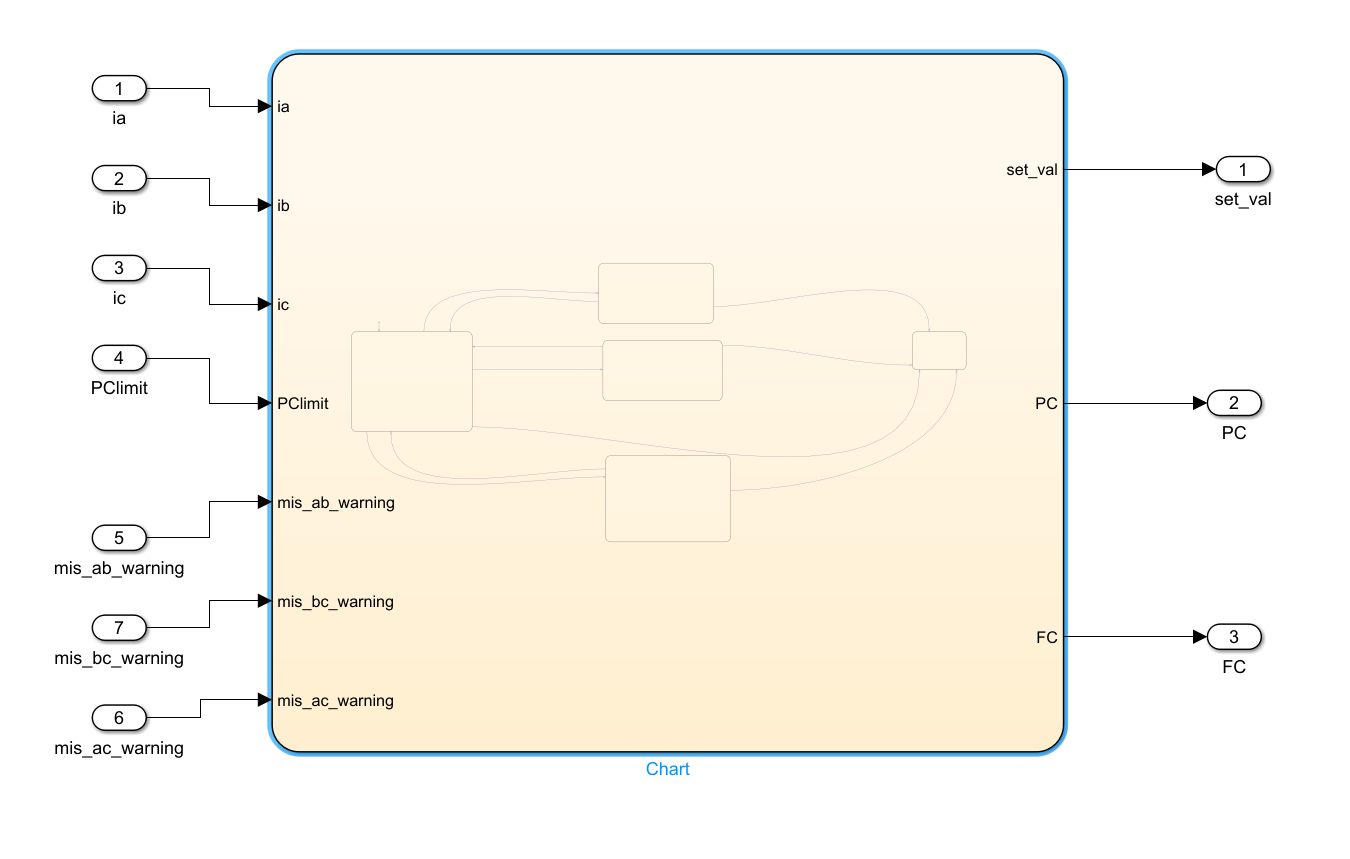 1
ia
ia
2
ib
ib
3
ic
ic
4
PClimit
PClimit
5
mis_ab_warning
mis_ab_warning
7
mis_bc_warning
mis_bc_warning
6
mis_ac_warning
mis_ac_warning
set_val
1
set_val
PC
2
PC
FC
3
FC
Chart